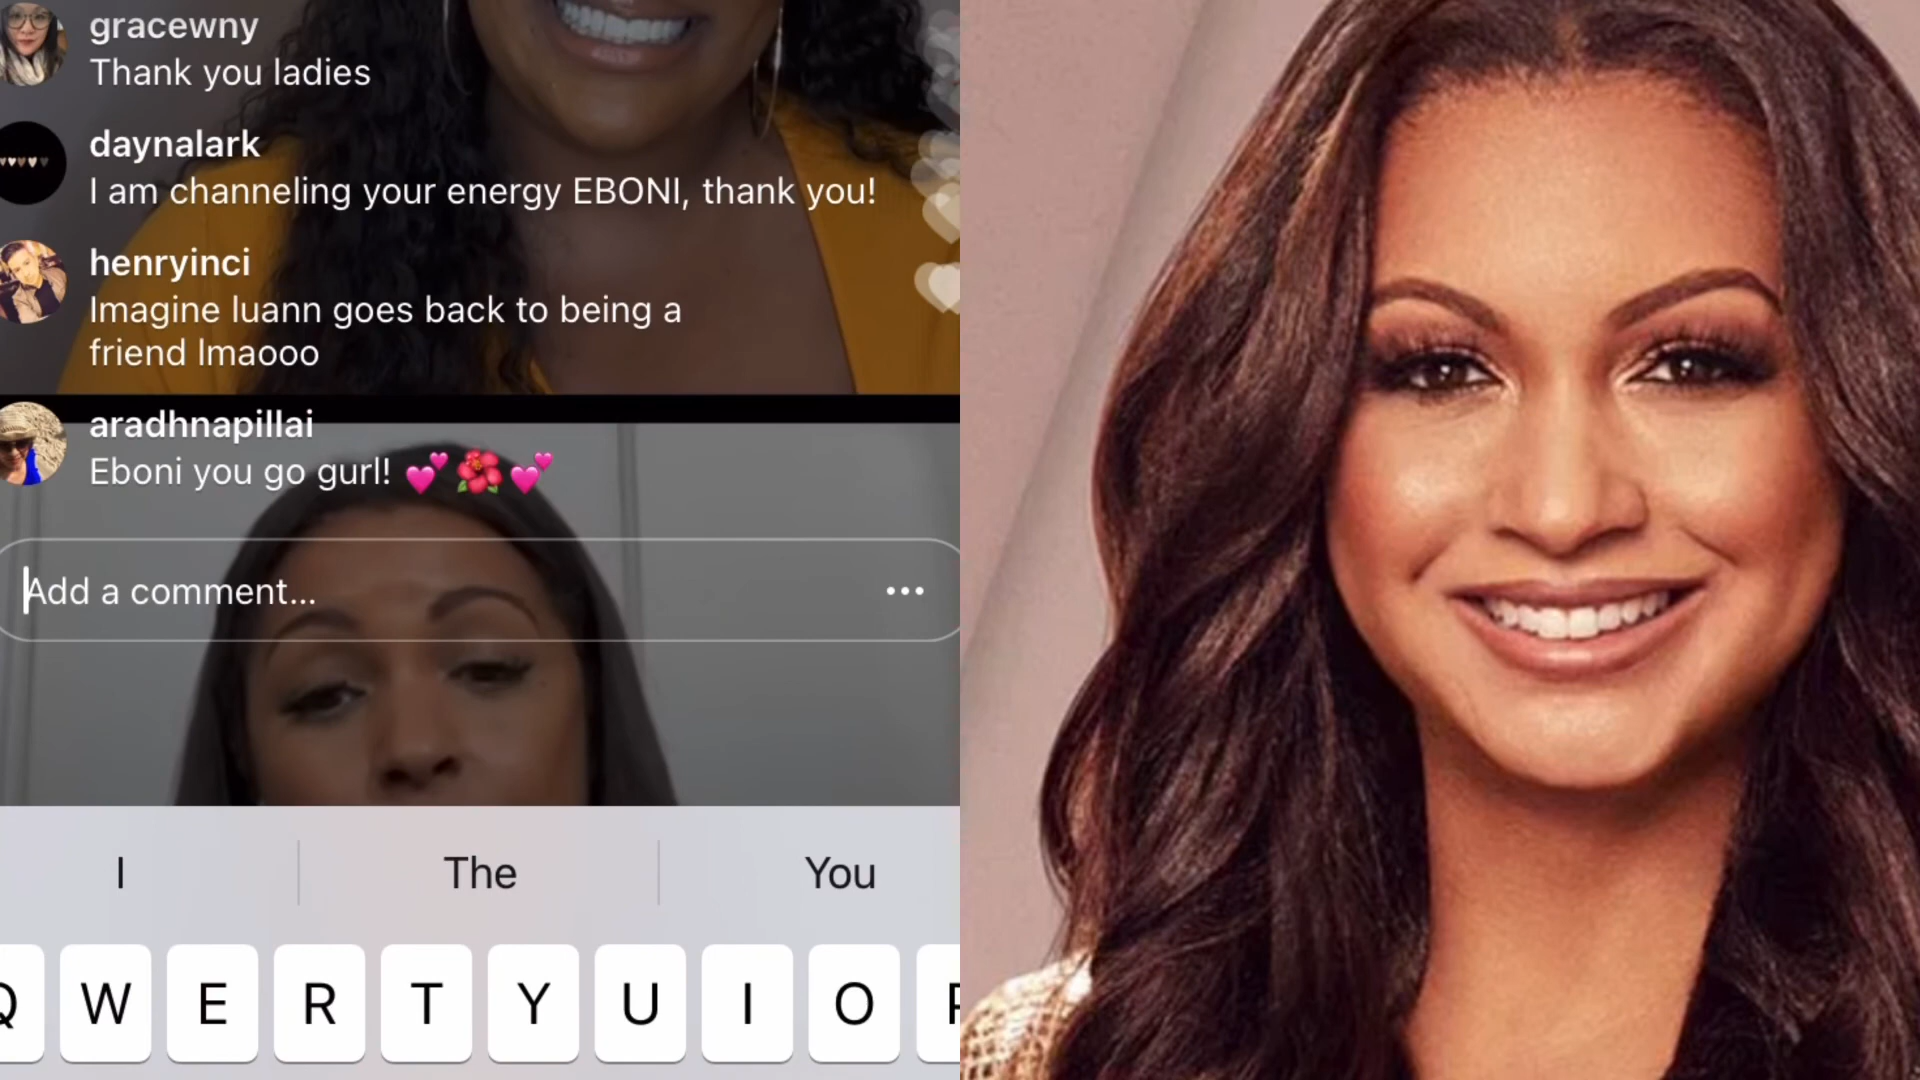 gracewny
Thank you ladies
daynalark
I am channeling your energy EBONI, thank you!
henryinci
Imagine luann goes back to being a
friend lmaooo
aradhnapillai
Eboni you go gurl! 💕🌺💕
Add a comment...
I The You
Q W E R T Y U I O P